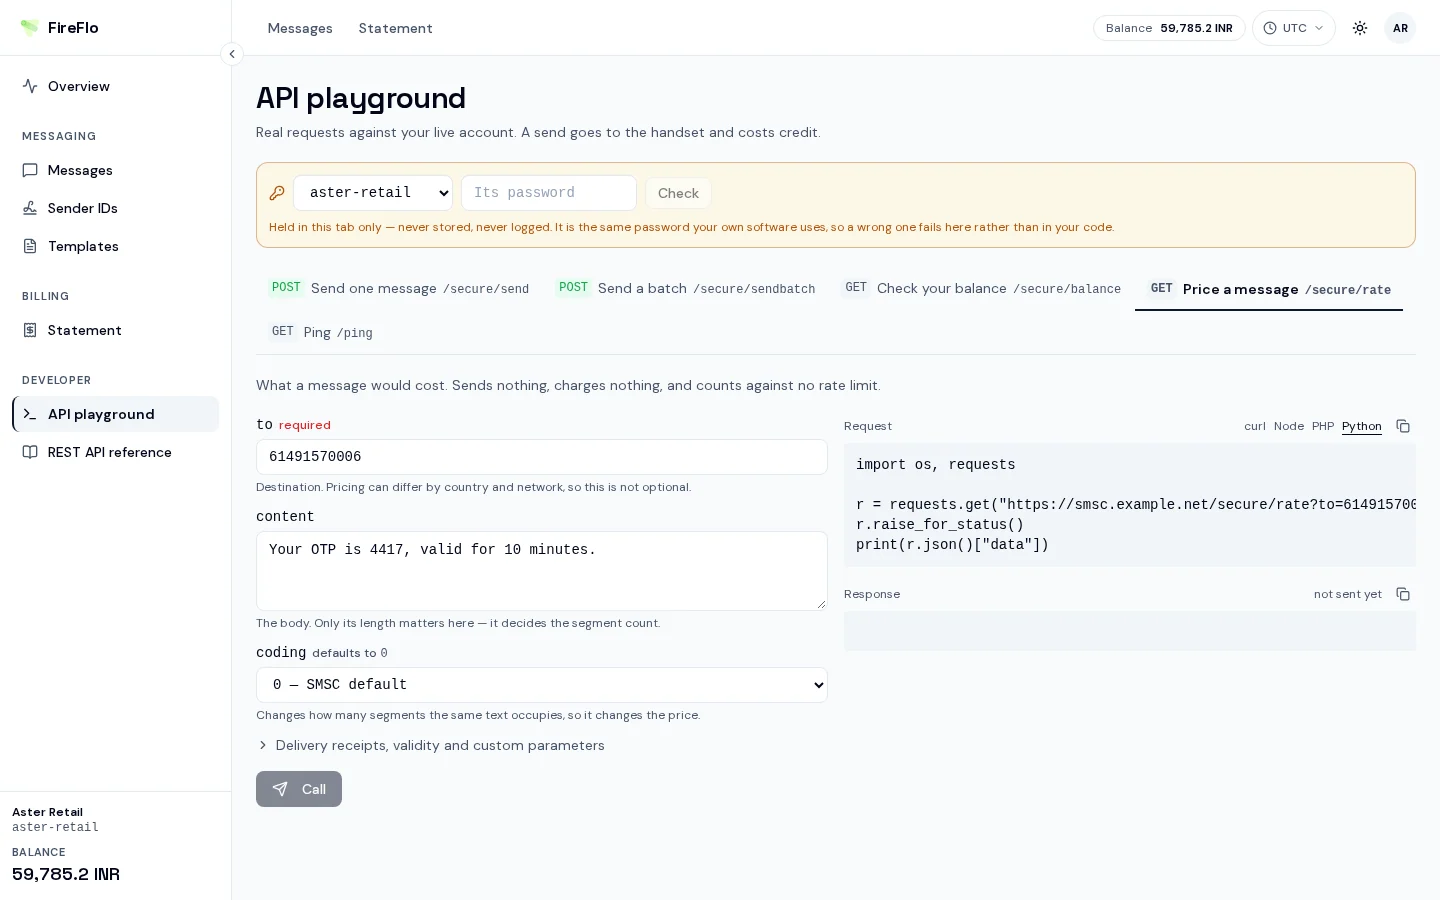 FireFlo
Messages
Statement
Balance 59,785.2 INR
UTC
AR
Overview
MESSAGING
Messages
Sender IDs
Templates
BILLING
Statement
DEVELOPER
API playground
REST API reference
Aster Retail
aster-retail
BALANCE
59,785.2 INR
API playground
Real requests against your live account. A send goes to the handset and costs credit.
aster-retail
Its password
Check
Held in this tab only — never stored, never logged. It is the same password your own software uses, so a wrong one fails here rather than in your code.
POST Send one message /secure/send
POST Send a batch /secure/sendbatch
GET Check your balance /secure/balance
GET Price a message /secure/rate
GET Ping /ping
What a message would cost. Sends nothing, charges nothing, and counts against no rate limit.
to required
61491570006
Destination. Pricing can differ by country and network, so this is not optional.
content
Your OTP is 4417, valid for 10 minutes.
The body. Only its length matters here — it decides the segment count.
coding defaults to 0
0 — SMSC default
Changes how many segments the same text occupies, so it changes the price.
Delivery receipts, validity and custom parameters
Call
Request
curl Node PHP Python
import os, requests
r = requests.get("https://smsc.example.net/secure/rate?to=614915700
r.raise_for_status()
print(r.json()["data"])
Response
not sent yet